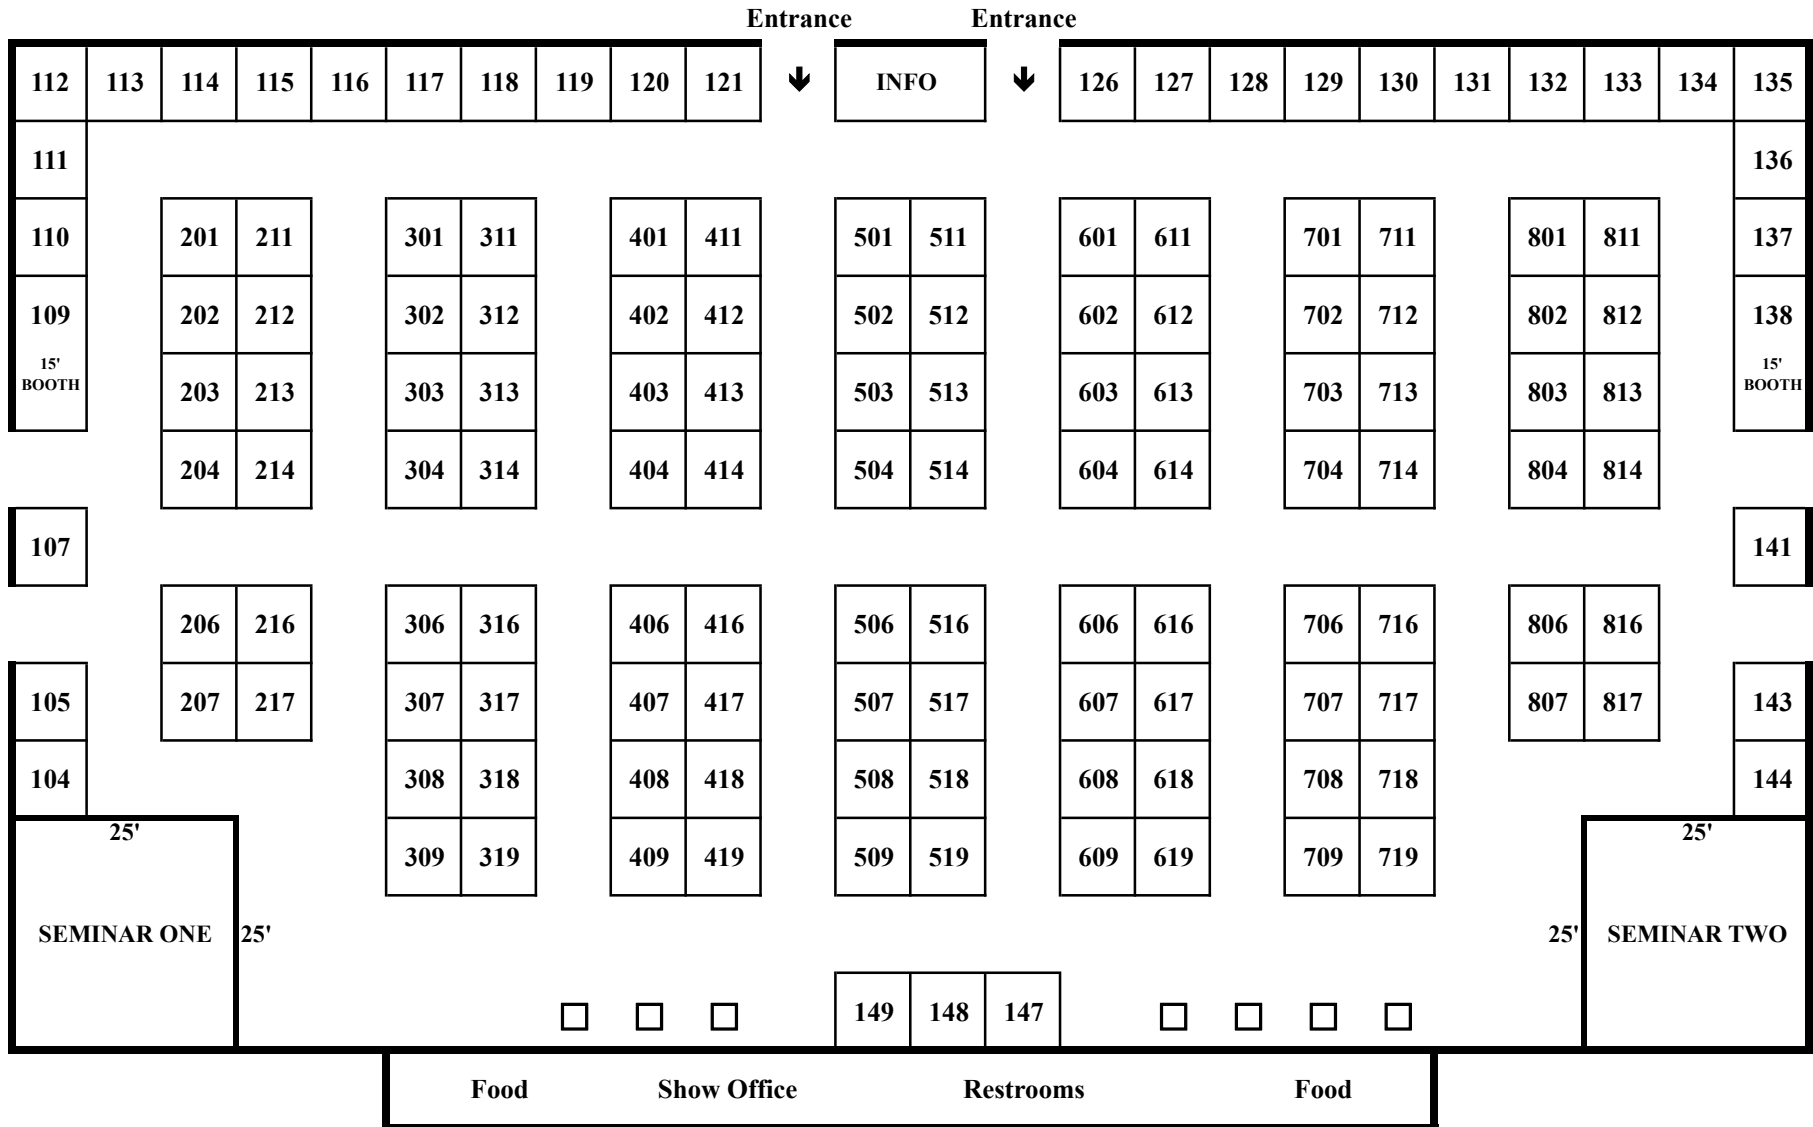 Entrance Entrance
112 113 114 115 116 117 118 119 120 121 INFO 126 127 128 129 130 131 132 133 134 135
111 136
110 201 211 301 311 401 411 501 511 601 611 701 711 801 811 137
109 202 212 302 312 402 412 502 512 602 612 702 712 802 812 138
15' 15'
BOOTH 203 213 303 313 403 413 503 513 603 613 703 713 803 813 BOOTH
204 214 304 314 404 414 504 514 604 614 704 714 804 814
107 141
206 216 306 316 406 416 506 516 606 616 706 716 806 816
105 207 217 307 317 407 417 507 517 607 617 707 717 807 817 143
104 308 318 408 418 508 518 608 618 708 718 144
25' 25'
309 319 409 419 509 519 609 619 709 719
SEMINAR ONE 25' 25' SEMINAR TWO
149 148 147
Food Show Office Restrooms Food